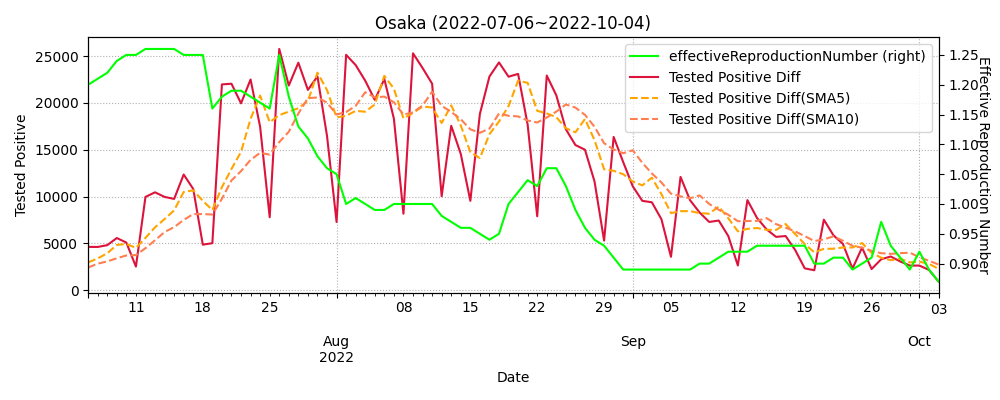 Osaka (2022-07-06~2022-10-04)
effectiveReproductionNumber (right)
Tested Positive Diff
Tested Positive Diff(SMA5)
Tested Positive Diff(SMA10)
Tested Positive
25000
20000
15000
10000
5000
0
1.25
1.20
1.15
1.10
1.05
1.00
0.95
0.90
Effective Reproduction Number
11 18 25 08 15 22 29 05 12 19 26 03
Aug Sep Oct
2022
Date